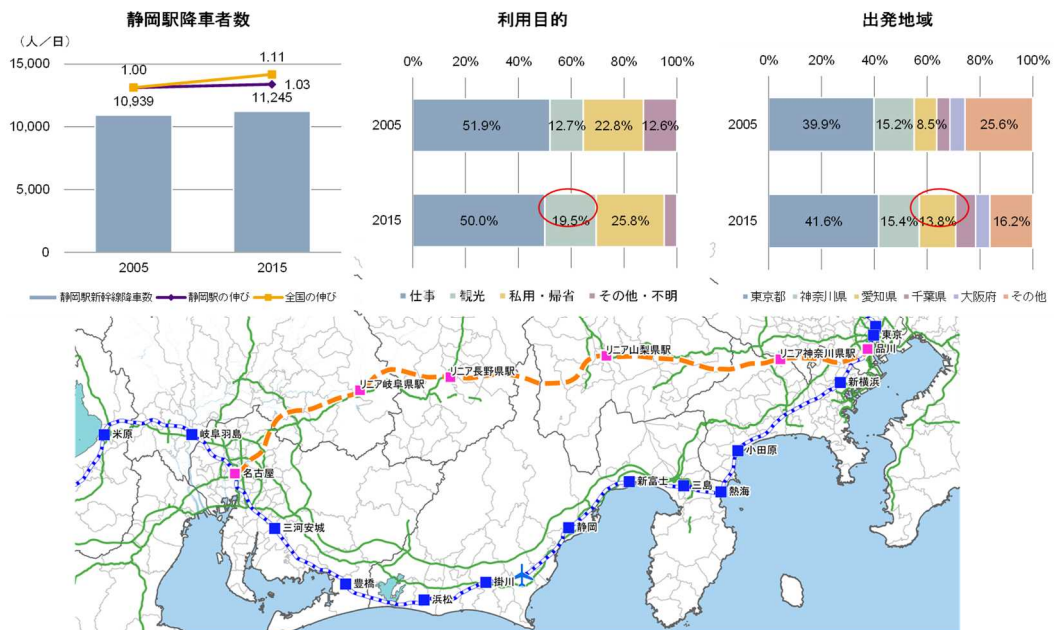 静岡駅降車者数
（人／日）
15,000
10,000
5,000
0
1.00
1.11
1.03
10,939
11,245
2005
2015
静岡駅新幹線降車数
静岡駅の伸び
全国の伸び
利用目的
0%
20%
40%
60%
80%
100%
2005
51.9%
12.7%
22.8%
12.6%
2015
50.0%
19.5%
25.8%
仕事
観光
私用・帰省
その他・不明
出発地域
0%
20%
40%
60%
80%
100%
2005
39.9%
15.2%
8.5%
25.6%
2015
41.6%
15.4%
13.8%
16.2%
東京都
神奈川県
愛知県
千葉県
大阪府
その他
東京
品川
リニア神奈川県駅
リニア山梨県駅
リニア長野県駅
リニア岐阜県駅
新横浜
小田原
熱海
三島
新富士
静岡
掛川
浜松
豊橋
三河安城
名古屋
岐阜羽島
米原